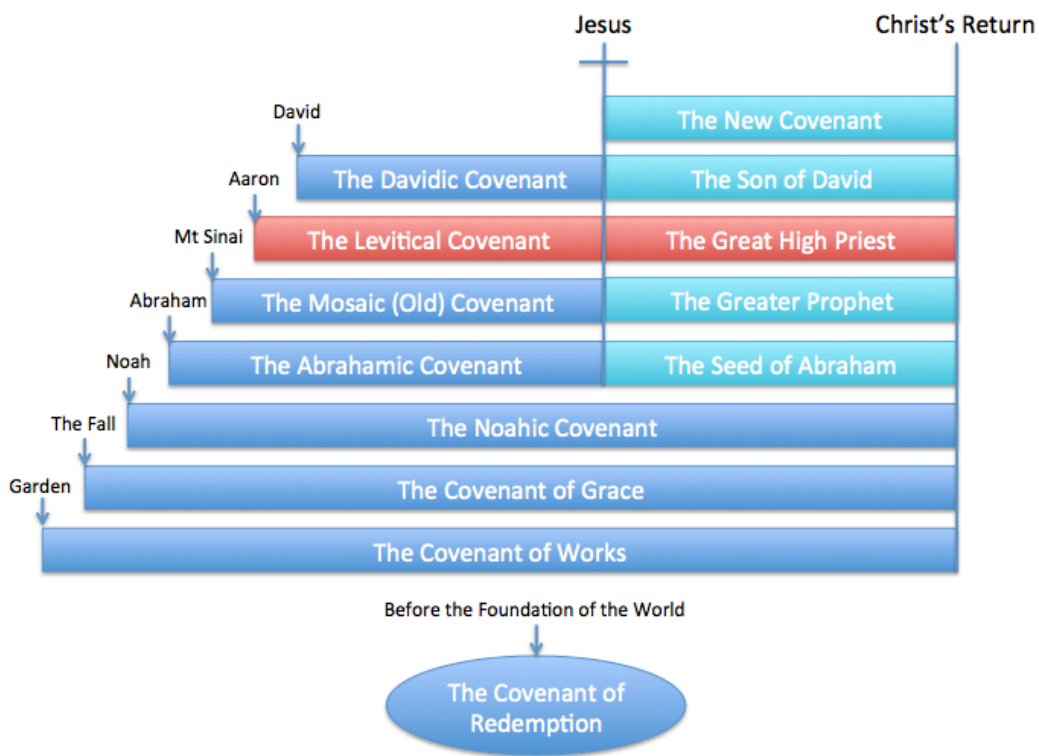 Jesus
Christ's Return
The New Covenant
David
The Davidic Covenant
The Son of David
Aaron
The Levitical Covenant
The Great High Priest
Mt Sinai
The Mosaic (Old) Covenant
The Greater Prophet
Abraham
The Abrahamic Covenant
The Seed of Abraham
Noah
The Noahic Covenant
The Fall
The Covenant of Grace
Garden
The Covenant of Works
Before the Foundation of the World
The Covenant of
Redemption